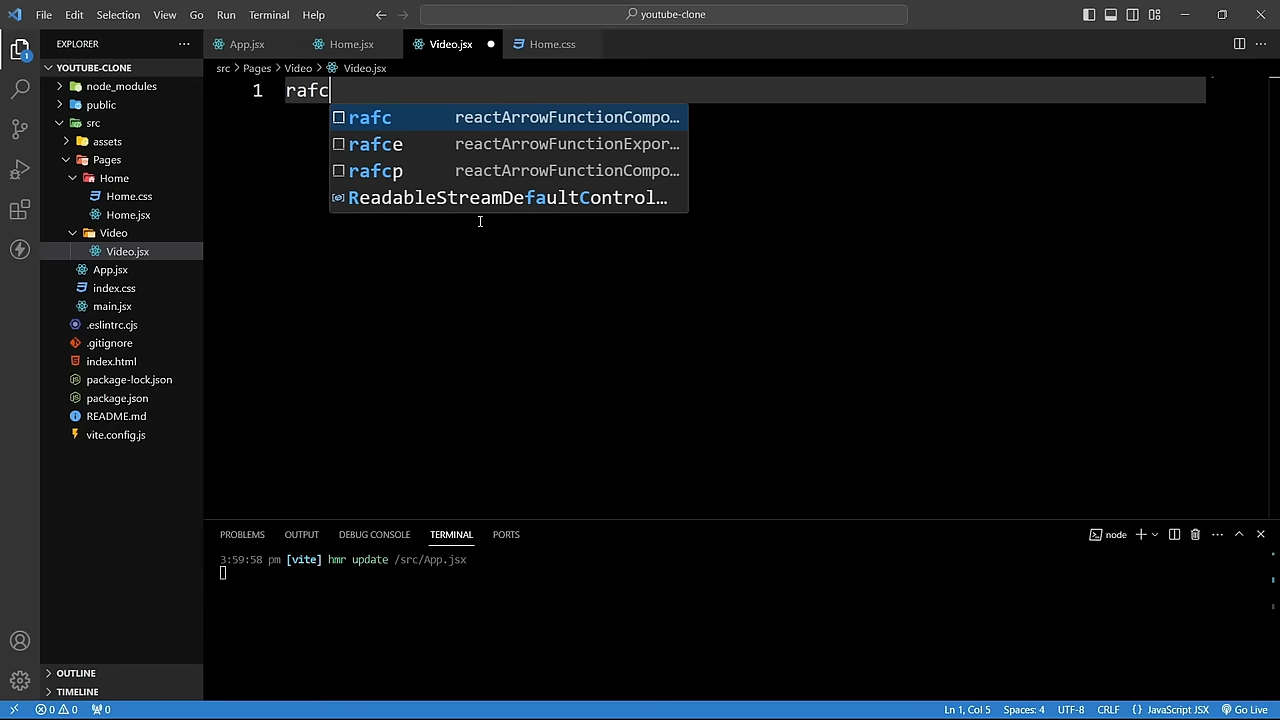 File Edit Selection View Go Run Terminal Help
youtube-clone
EXPLORER
App.jsx Home.jsx Video.jsx Home.css
YOUTUBE-CLONE
src > Pages > Video > Video.jsx
node_modules
public
src
assets
Pages
Home
Home.css
Home.jsx
Video
Video.jsx
App.jsx
index.css
main.jsx
.eslintrc.cjs
.gitignore
index.html
package-lock.json
package.json
README.md
vite.config.js
OUTLINE
TIMELINE
1 rafc
rafc reactArrowFunctionCompo…
rafce reactArrowFunctionExpor…
rafcp reactArrowFunctionCompo…
ReadableStreamDefaultControl…
PROBLEMS OUTPUT DEBUG CONSOLE TERMINAL PORTS
node
3:59:58 pm [vite] hmr update /src/App.jsx
1
0 0 0
Ln 1, Col 5 Spaces: 4 UTF-8 CRLF {} JavaScript JSX Go Live